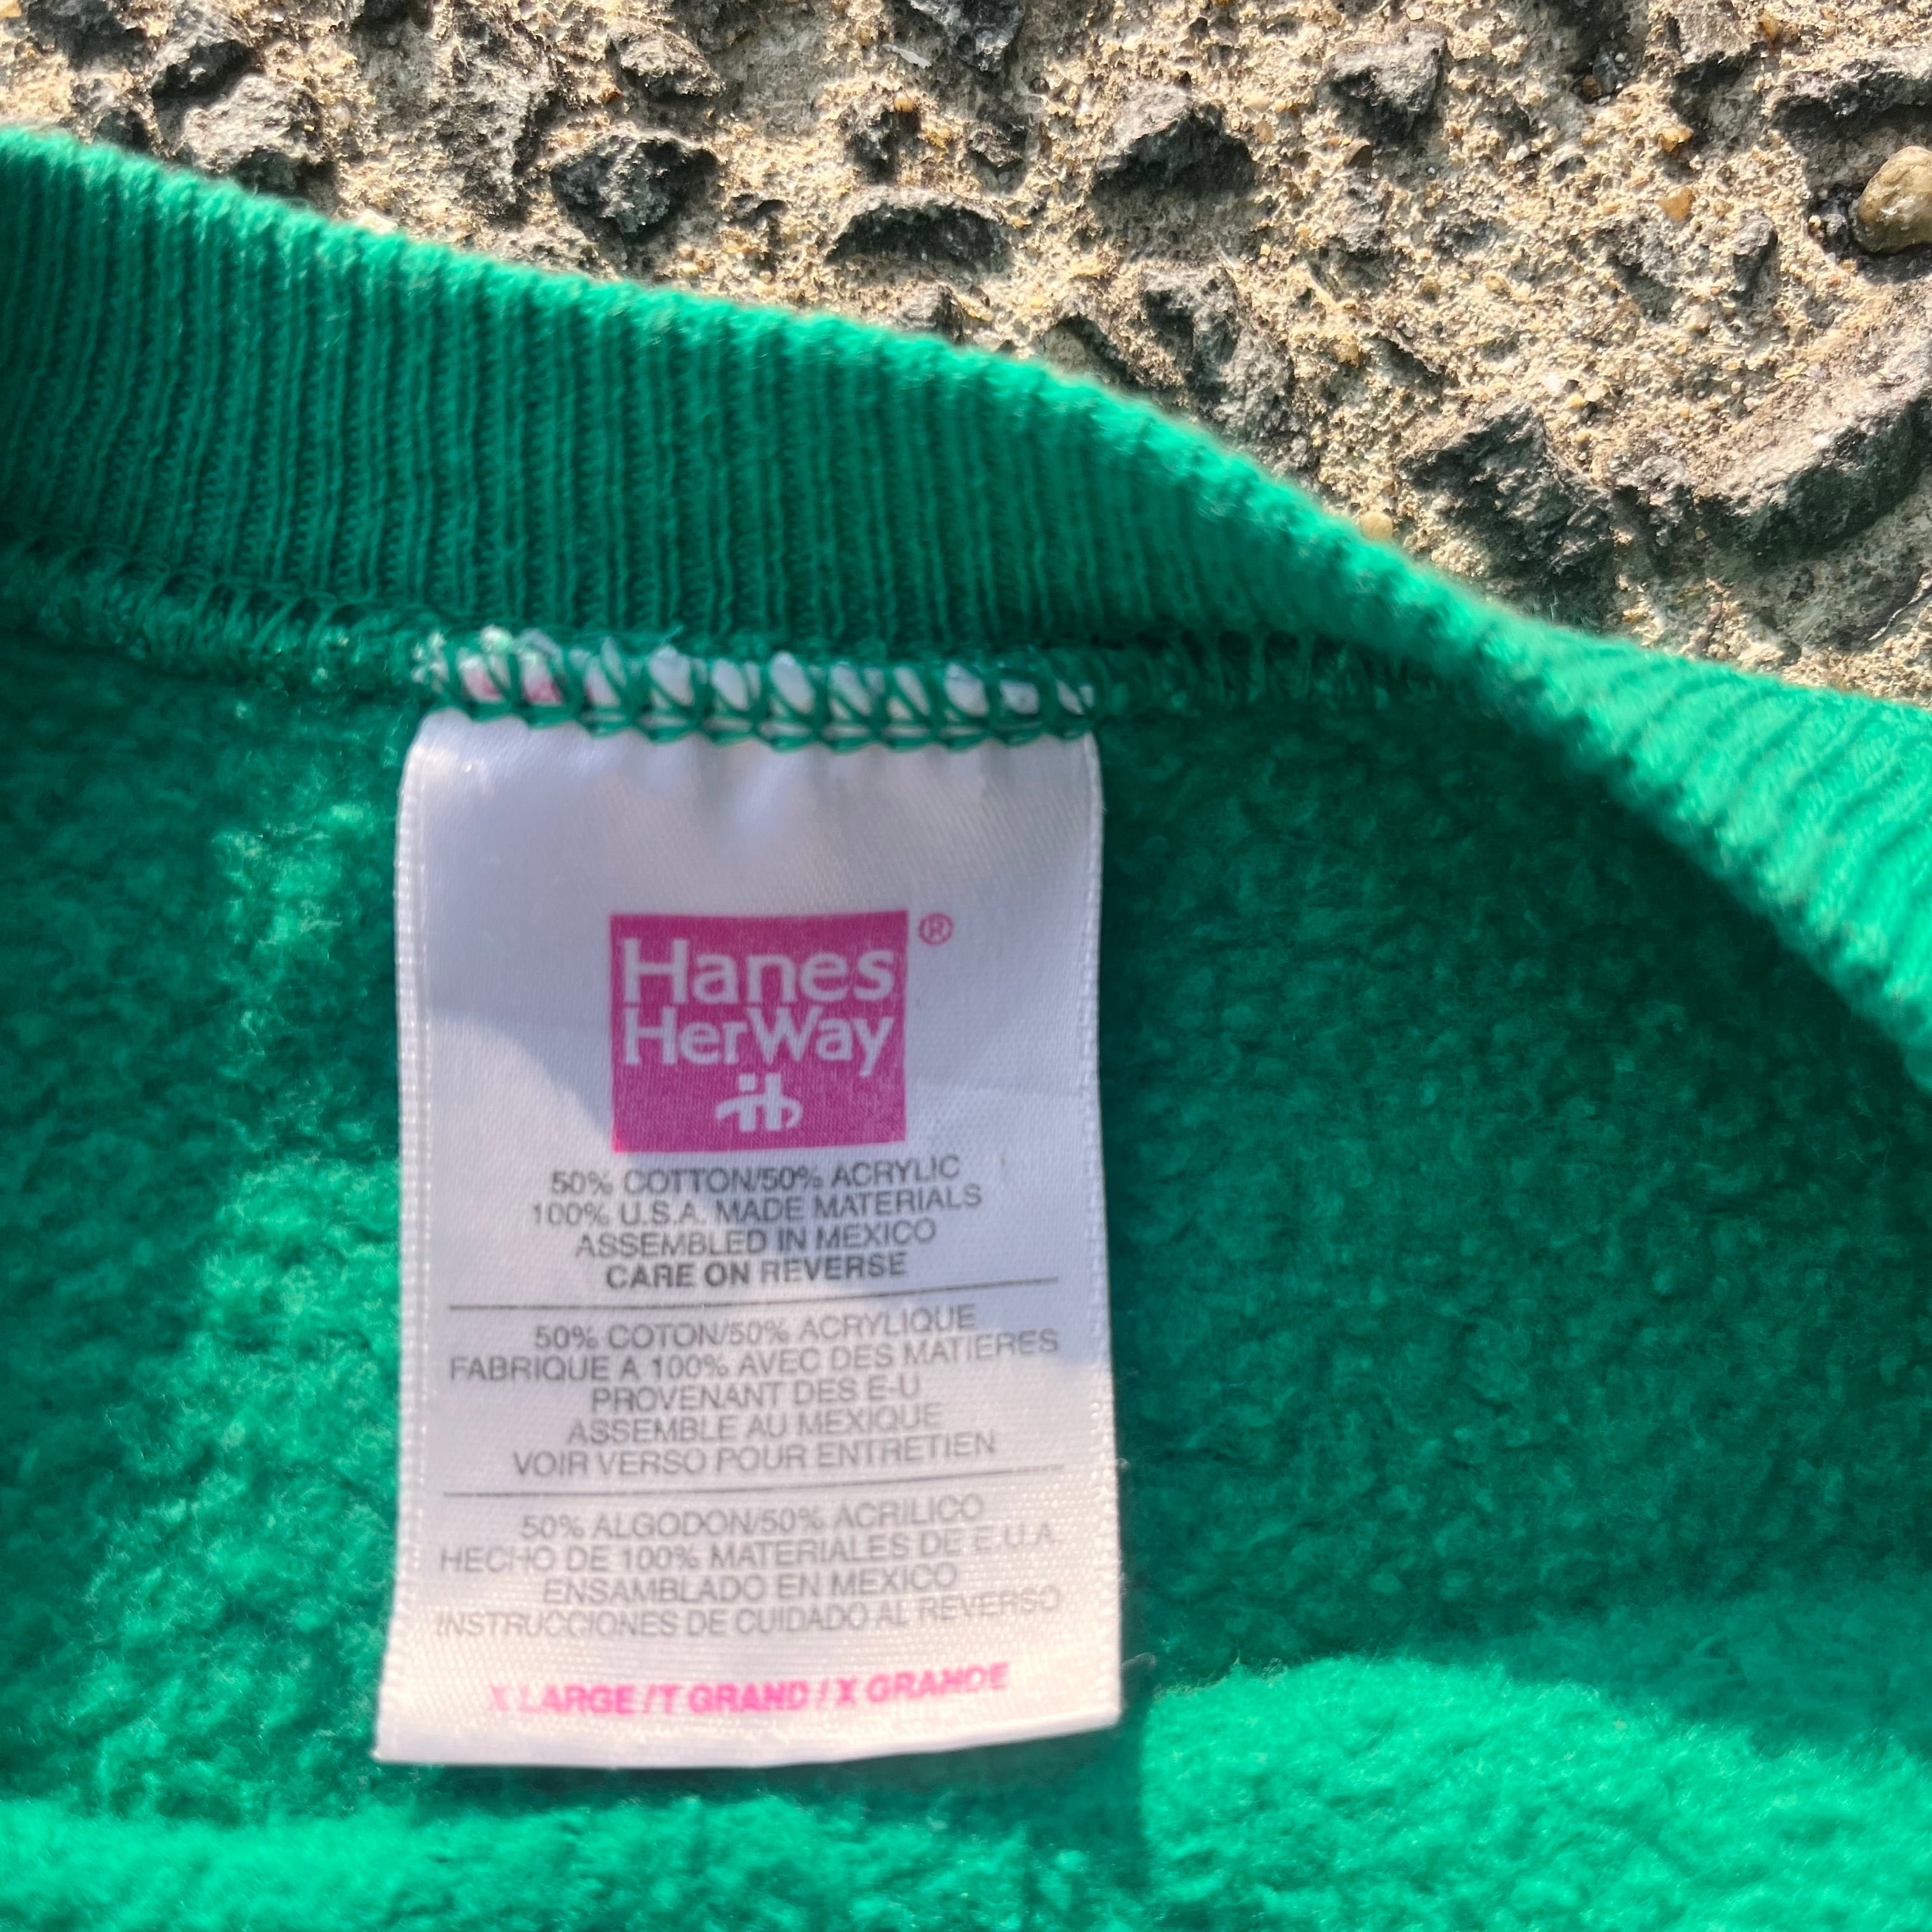 Hanes ®
HerWay
50% COTTON/50% ACRYLIC
100% U.S.A. MADE MATERIALS
ASSEMBLED IN MEXICO
CARE ON REVERSE
50% COTON/50% ACRYLIQUE
FABRIQUE A 100% AVEC DES MATIERES
PROVENANT DES E-U
ASSEMBLE AU MEXIQUE
VOIR VERSO POUR ENTRETIEN
50% ALGODON/50% ACRILICO
HECHO DE 100% MATERIALES DE E.U.A.
ENSAMBLADO EN MEXICO
INSTRUCCIONES DE CUIDADO AL REVERSO
X LARGE / T GRAND / X GRANDE